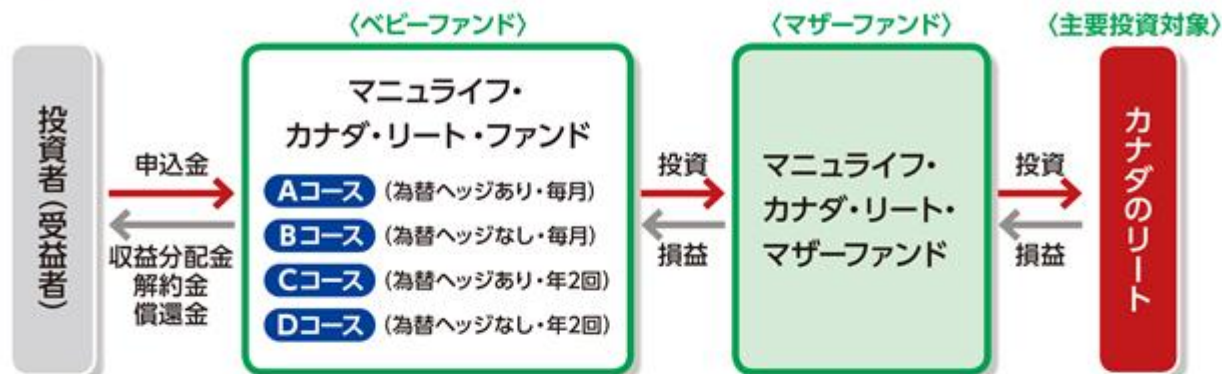 〈ベビーファンド〉
〈マザーファンド〉
〈主要投資対象〉
投資者(受益者)
申込金
収益分配金
解約金
償還金
マニュライフ・
カナダ・リート・ファンド
Aコース (為替ヘッジあり・毎月)
Bコース (為替ヘッジなし・毎月)
Cコース (為替ヘッジあり・年2回)
Dコース (為替ヘッジなし・年2回)
投資
損益
マニュライフ・
カナダ・リート・
マザーファンド
投資
損益
カナダのリート